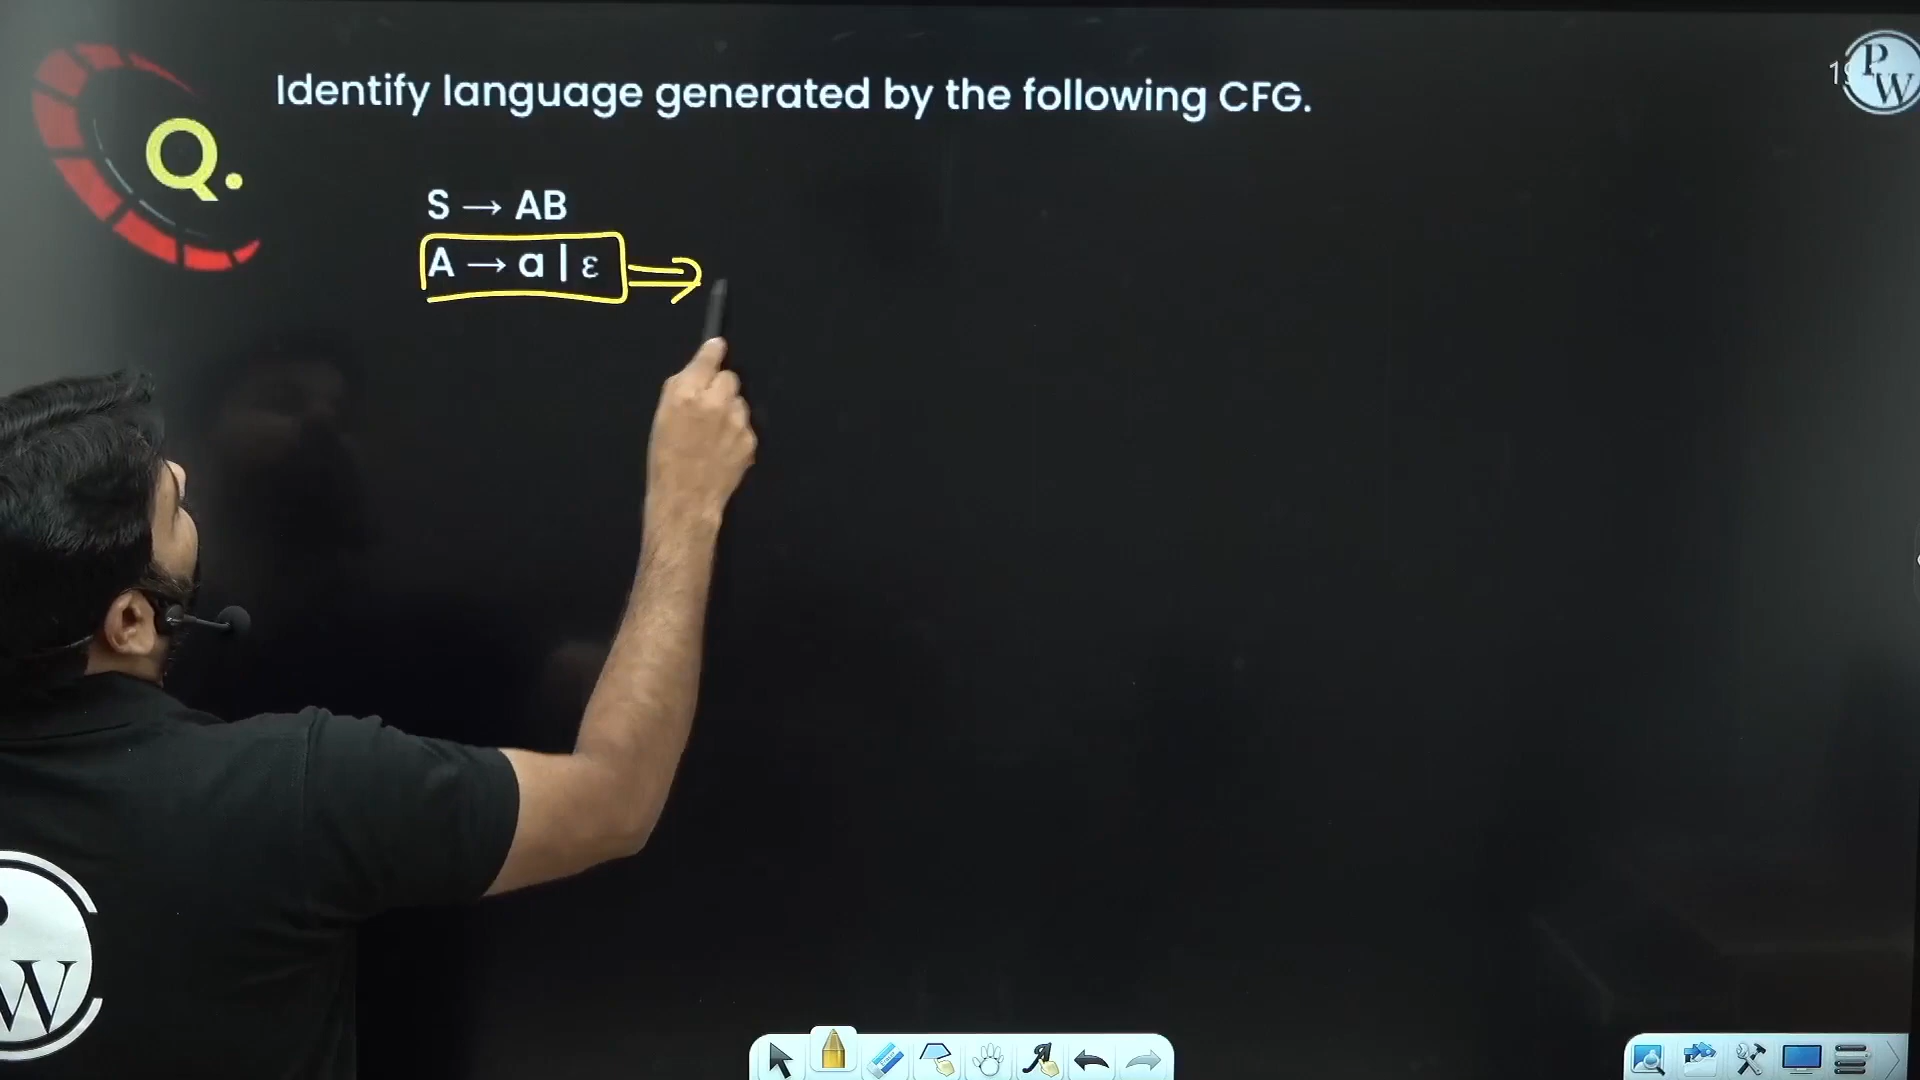 Q.
Identify language generated by the following CFG.
S → AB
A → a | ε
P
W
W